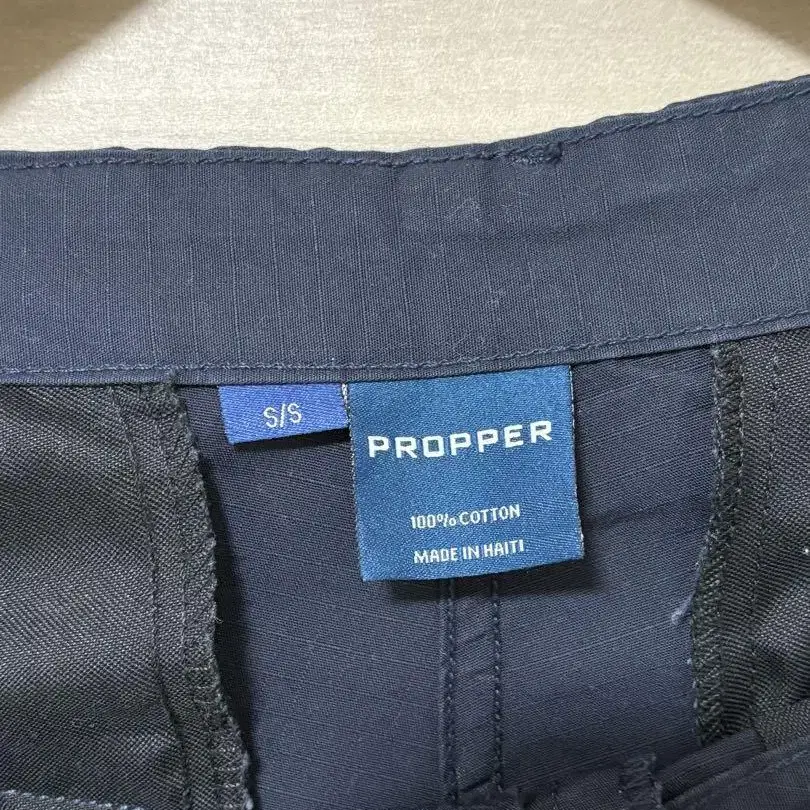 S/S
PROPPER
100% COTTON
MADE IN HAITI